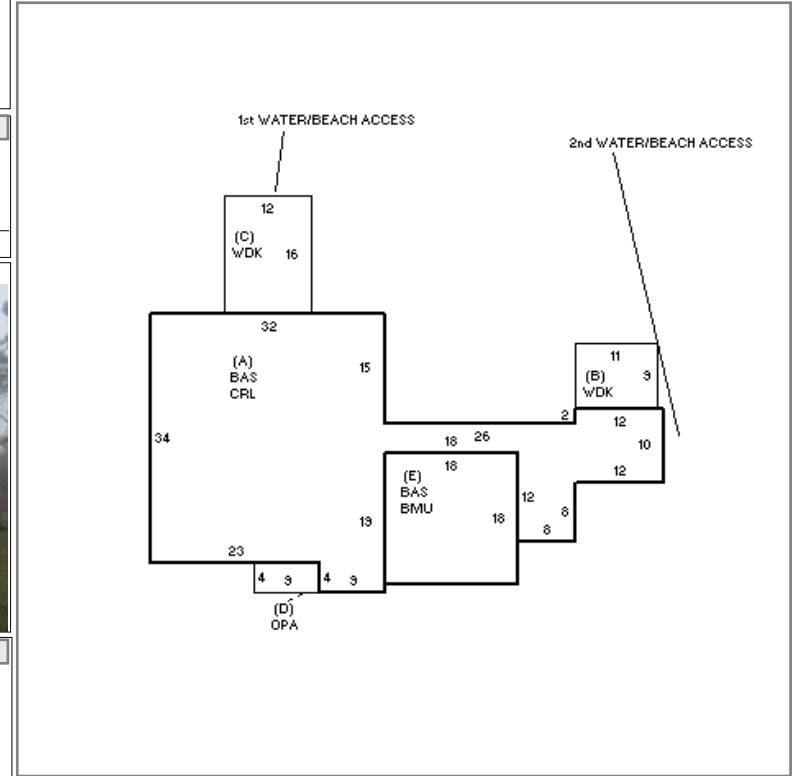 1st WATER/BEACH ACCESS
2nd WATER/BEACH ACCESS
12
(C)
WDK 16
32
(A)
BAS
CRL
15
11
(B) 9
WDK
2
12
34
18 26
10
18
12
(E)
BAS
BMU
12
18
8
8
19
23
4 9 4 9
(D)
OPA